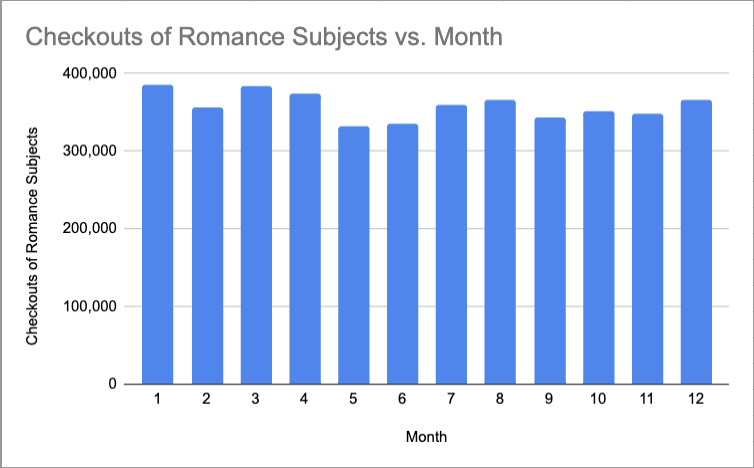 Checkouts of Romance Subjects vs. Month
Checkouts of Romance Subjects
400,000
300,000
200,000
100,000
0
1 2 3 4 5 6 7 8 9 10 11 12
Month